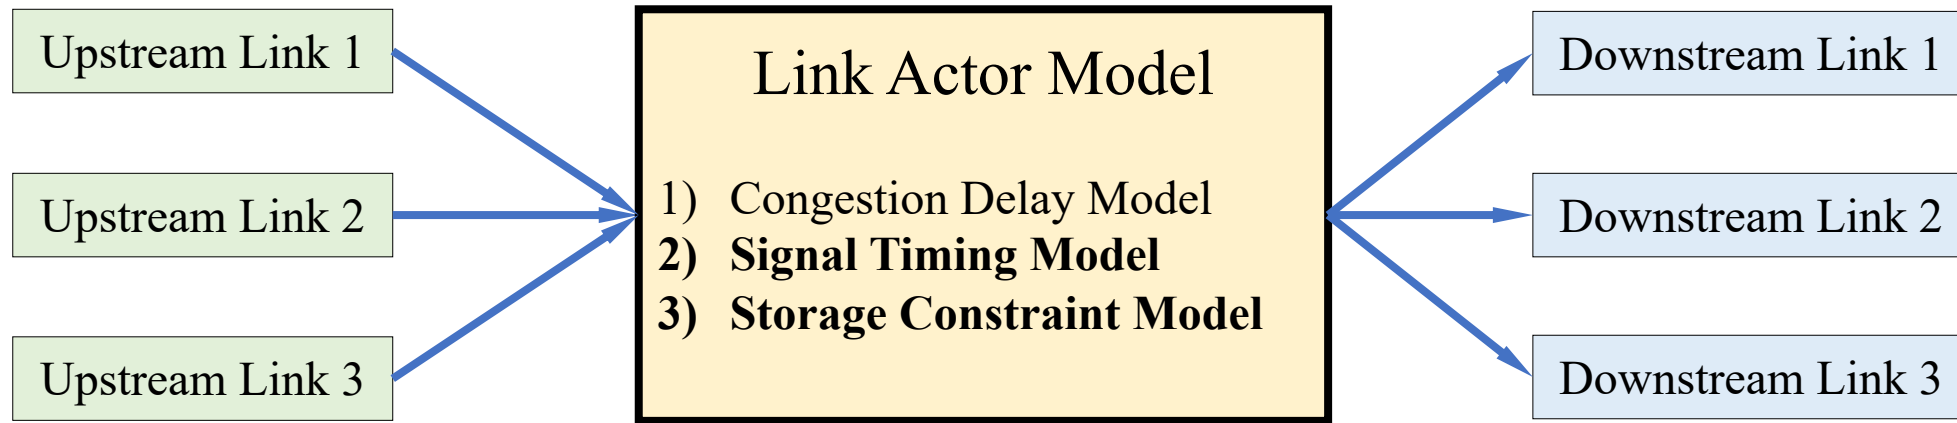 Upstream Link 1
Upstream Link 2
Upstream Link 3
Link Actor Model
1) Congestion Delay Model
2) Signal Timing Model
3) Storage Constraint Model
Downstream Link 1
Downstream Link 2
Downstream Link 3